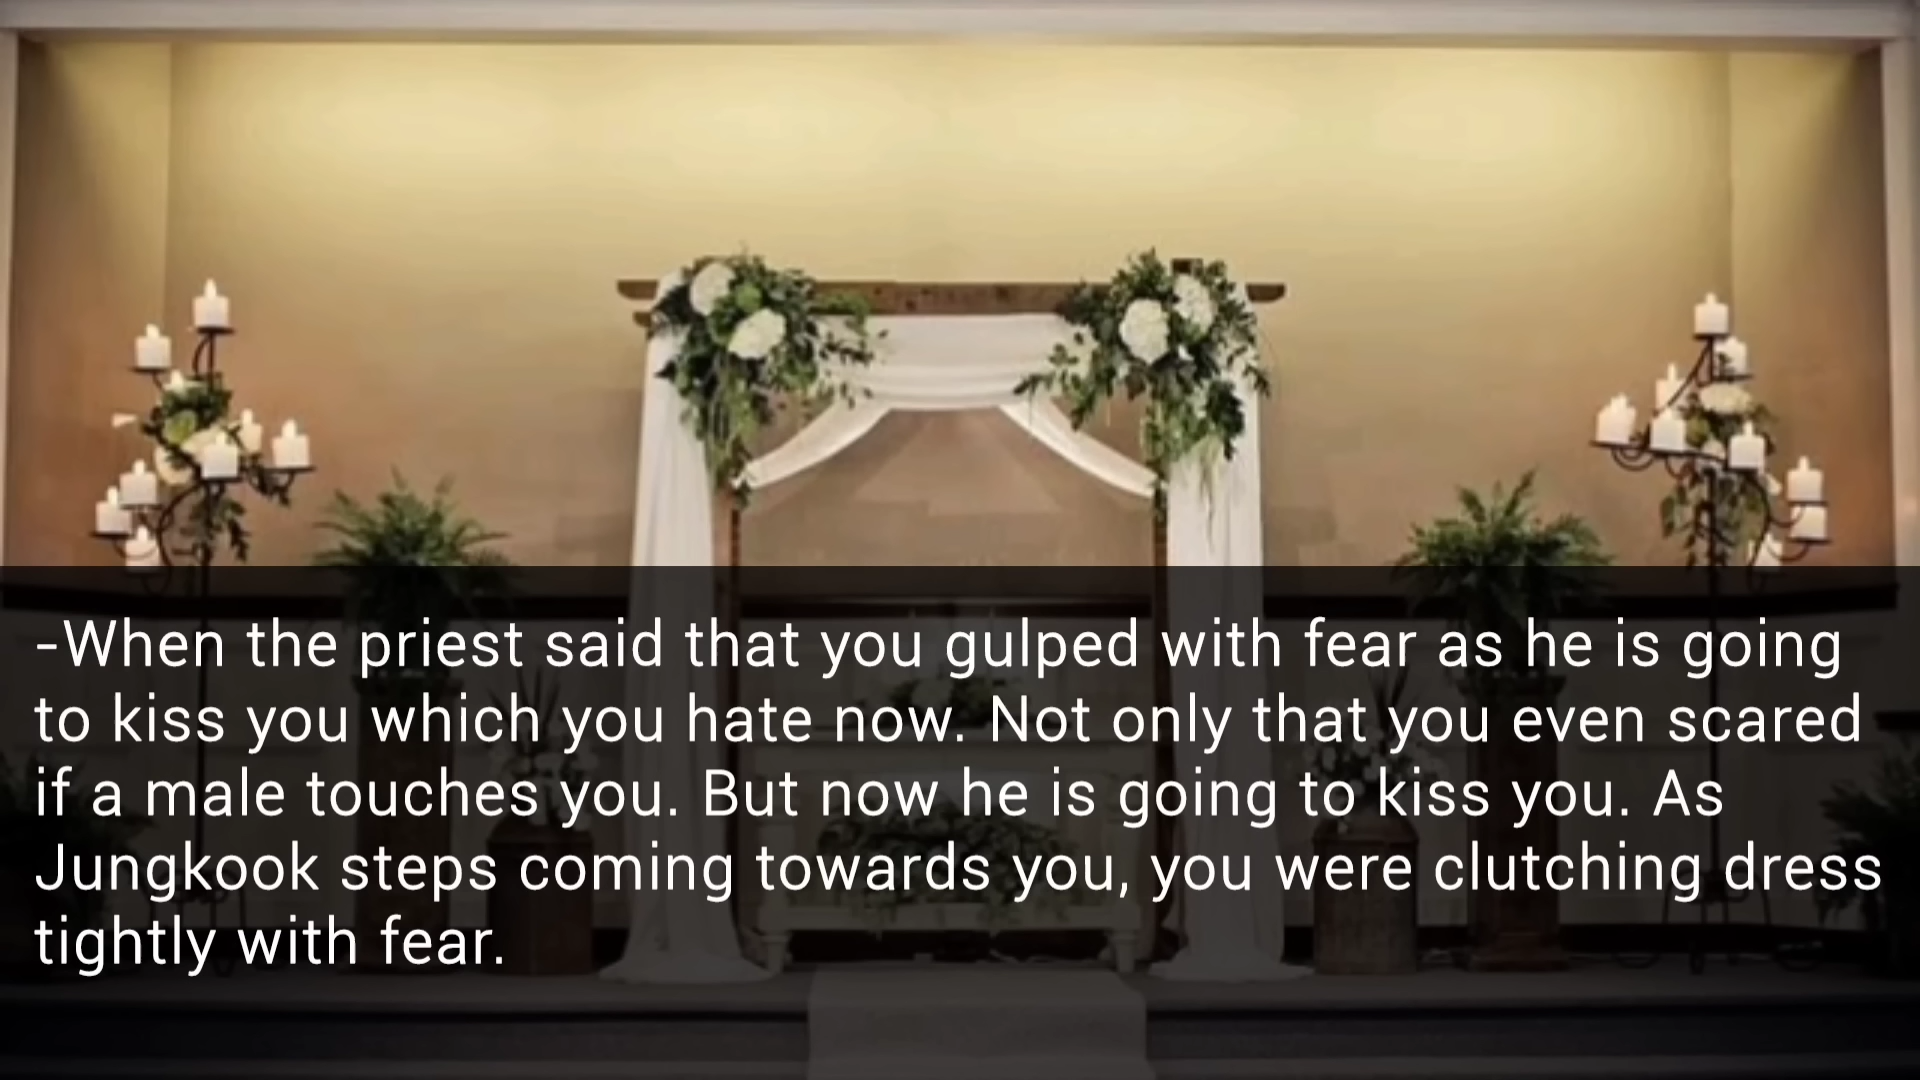 -When the priest said that you gulped with fear as he is going
to kiss you which you hate now. Not only that you even scared
if a male touches you. But now he is going to kiss you. As
Jungkook steps coming towards you, you were clutching dress
tightly with fear.